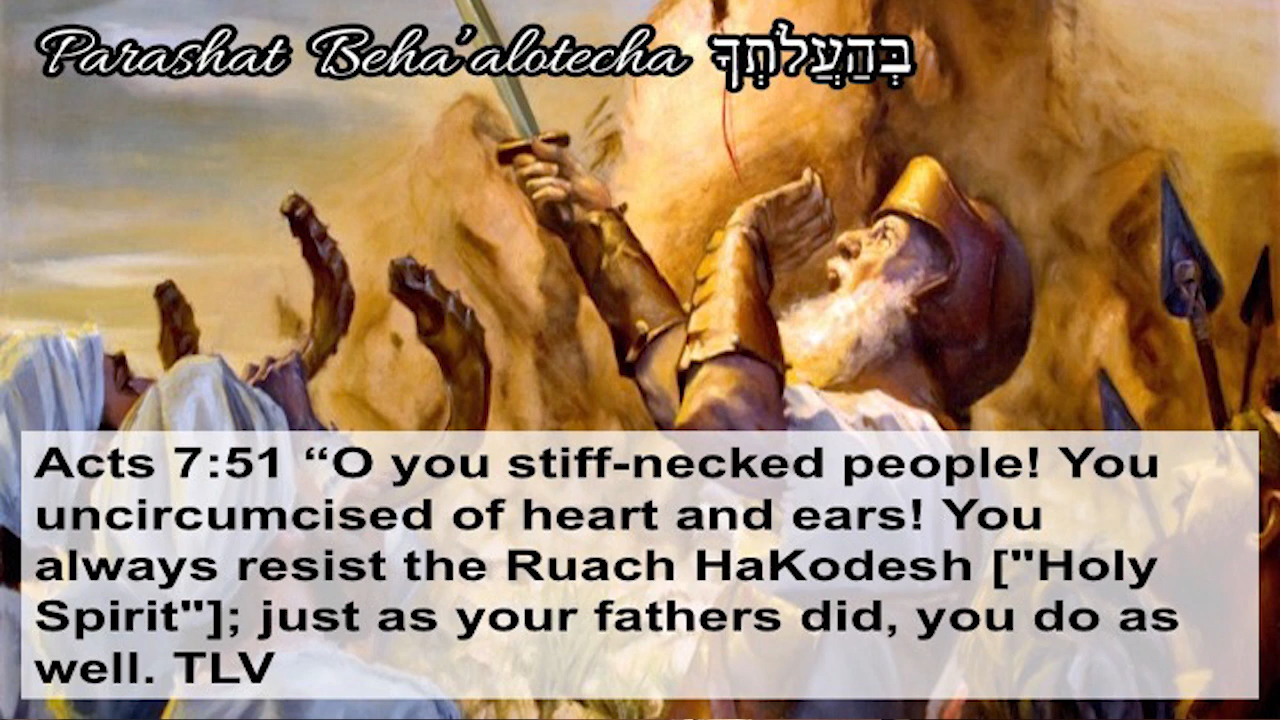 Parashat Beha'alotecha בְּהַעֲלֹתְךָ
Acts 7:51 “O you stiff-necked people! You
uncircumcised of heart and ears! You
always resist the Ruach HaKodesh ["Holy
Spirit"]; just as your fathers did, you do as
well. TLV